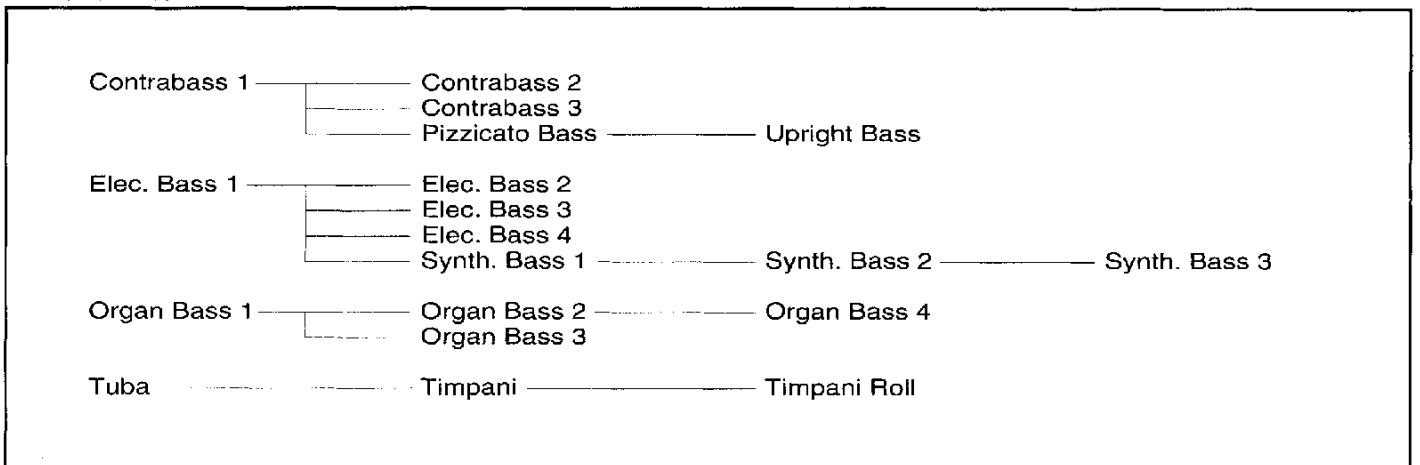 Contrabass 1 Contrabass 2
Contrabass 3
Pizzicato Bass Upright Bass
Elec. Bass 1 Elec. Bass 2
Elec. Bass 3
Elec. Bass 4
Synth. Bass 1 Synth. Bass 2 Synth. Bass 3
Organ Bass 1 Organ Bass 2 Organ Bass 4
Organ Bass 3
Tuba Timpani Timpani Roll